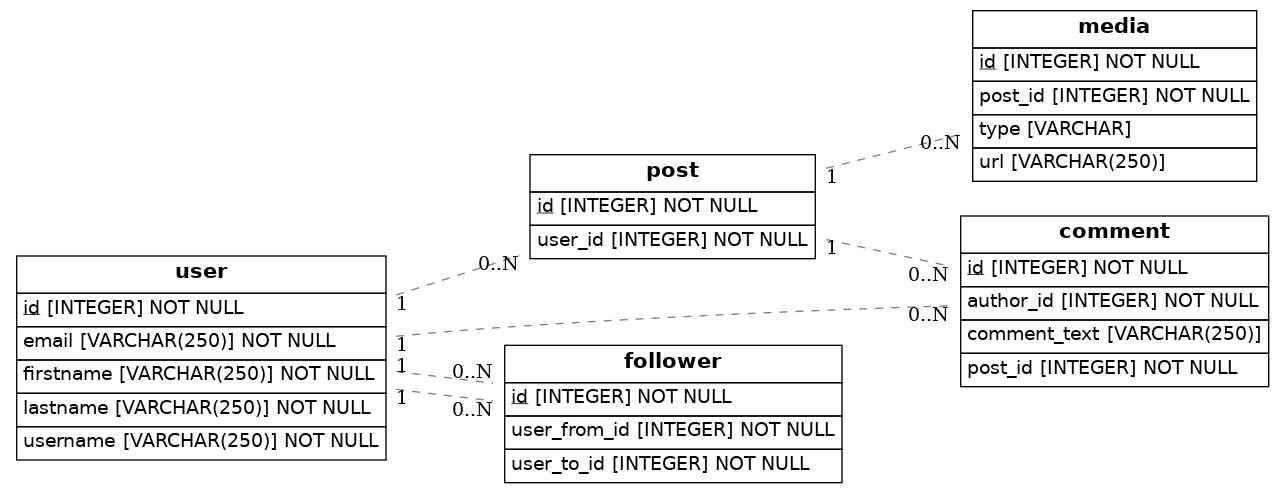 media
id [INTEGER] NOT NULL
post_id [INTEGER] NOT NULL
type [VARCHAR]
url [VARCHAR(250)]
0..N
1
post
id [INTEGER] NOT NULL
user_id [INTEGER] NOT NULL
1
0..N
comment
id [INTEGER] NOT NULL
author_id [INTEGER] NOT NULL
comment_text [VARCHAR(250)]
post_id [INTEGER] NOT NULL
0..N
1
user
id [INTEGER] NOT NULL
email [VARCHAR(250)] NOT NULL
firstname [VARCHAR(250)] NOT NULL
lastname [VARCHAR(250)] NOT NULL
username [VARCHAR(250)] NOT NULL
0..N
1
1
0..N
1
0..N
follower
id [INTEGER] NOT NULL
user_from_id [INTEGER] NOT NULL
user_to_id [INTEGER] NOT NULL